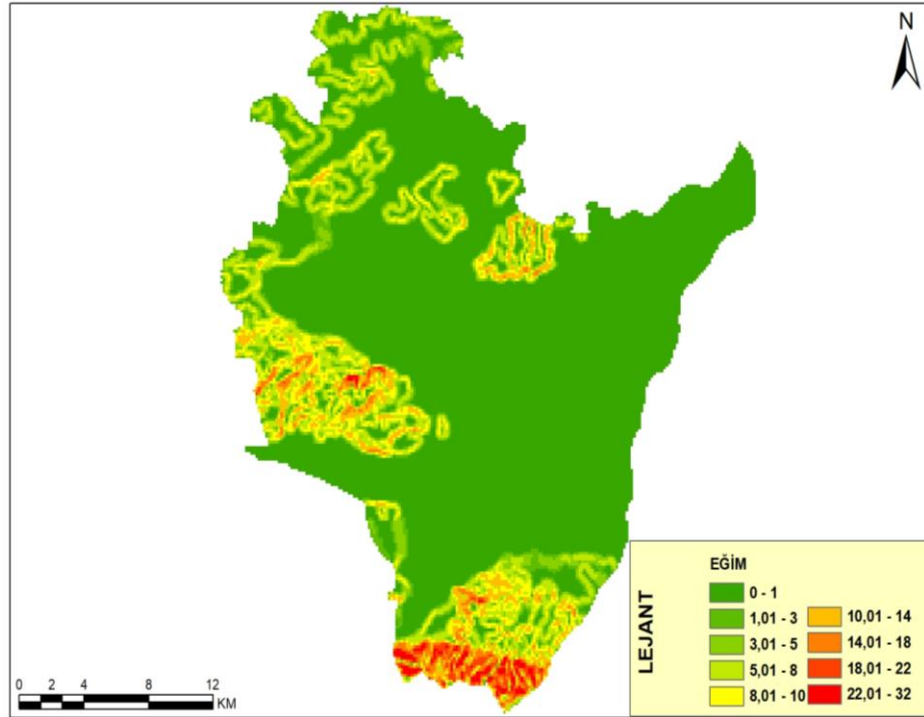 N
EĞİM
LEJANT
0 - 1
1,01 - 3
3,01 - 5
5,01 - 8
8,01 - 10
10,01 - 14
14,01 - 18
18,01 - 22
22,01 - 32
0 2 4 8 12
KM